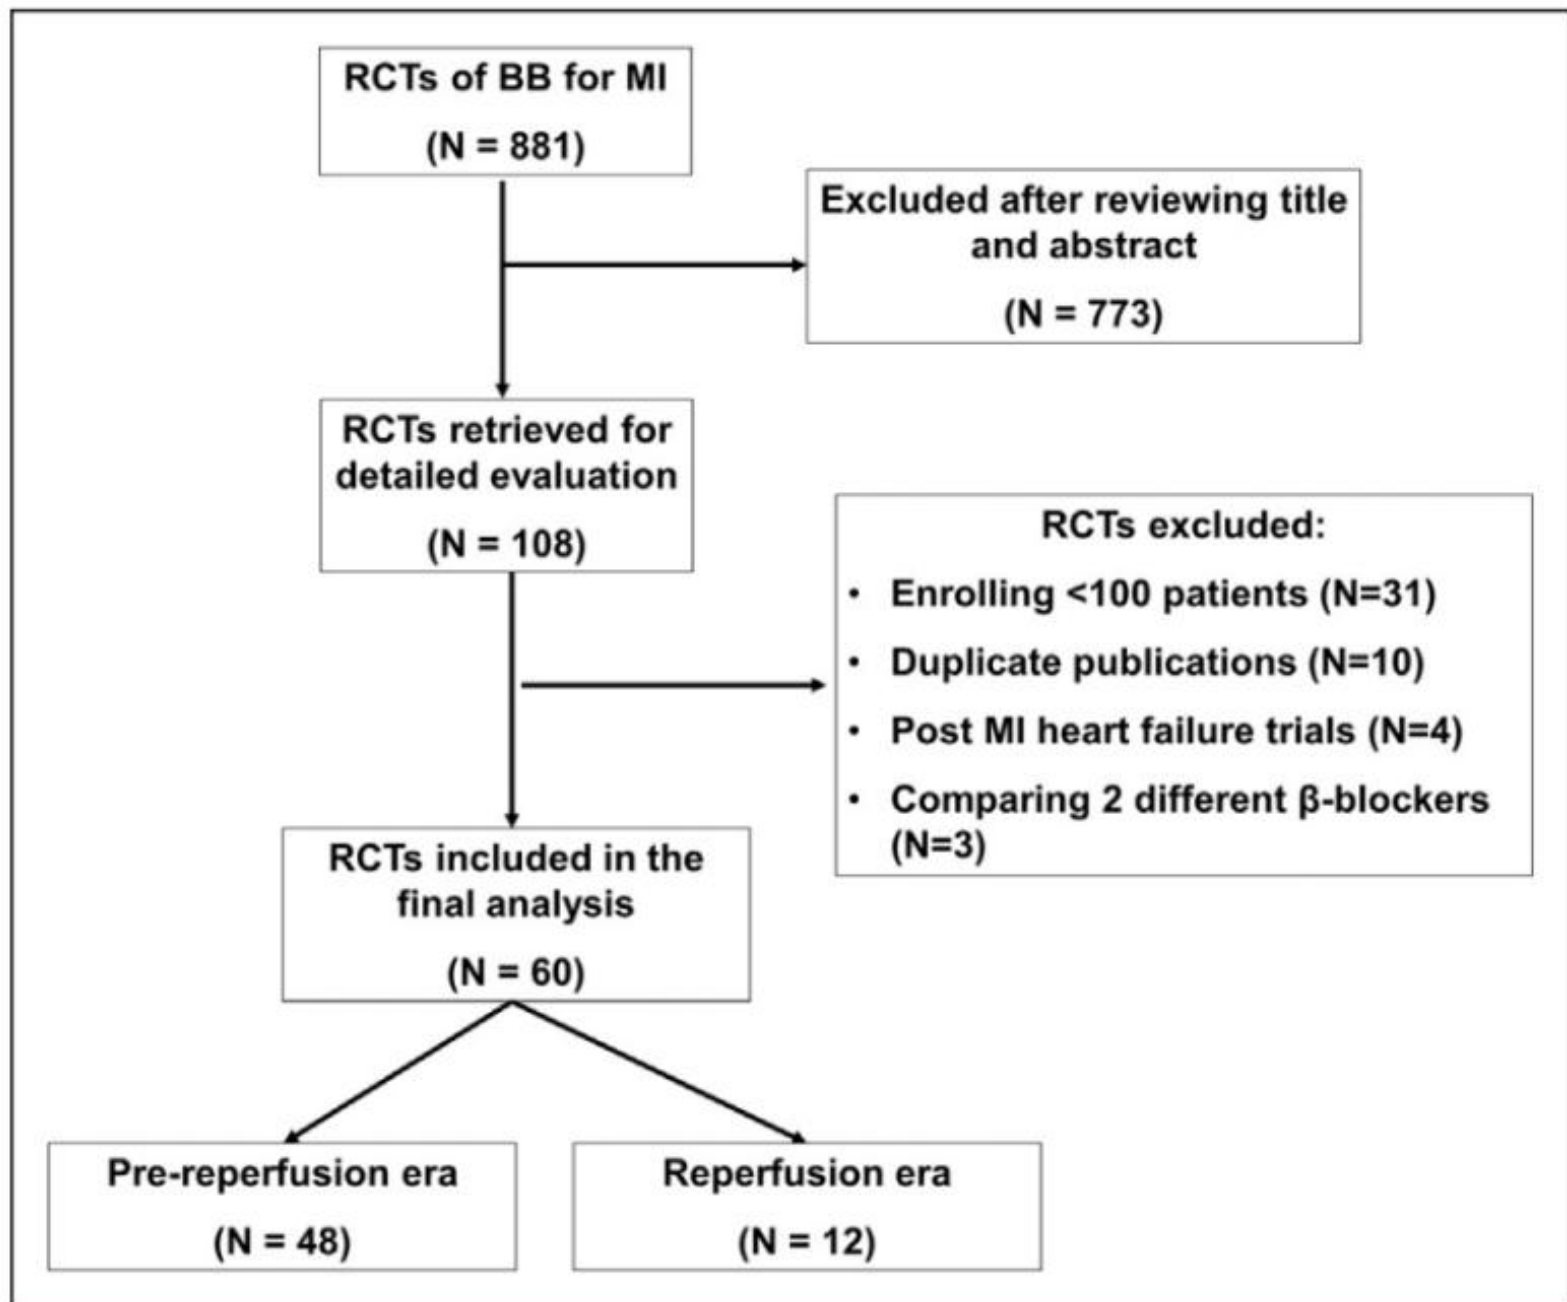 RCTs of BB for MI
(N = 881)
Excluded after reviewing title
and abstract
(N = 773)
RCTs retrieved for
detailed evaluation
(N = 108)
RCTs excluded:
• Enrolling <100 patients (N=31)
• Duplicate publications (N=10)
• Post MI heart failure trials (N=4)
• Comparing 2 different β-blockers
(N=3)
RCTs included in the
final analysis
(N = 60)
Pre-reperfusion era
(N = 48)
Reperfusion era
(N = 12)